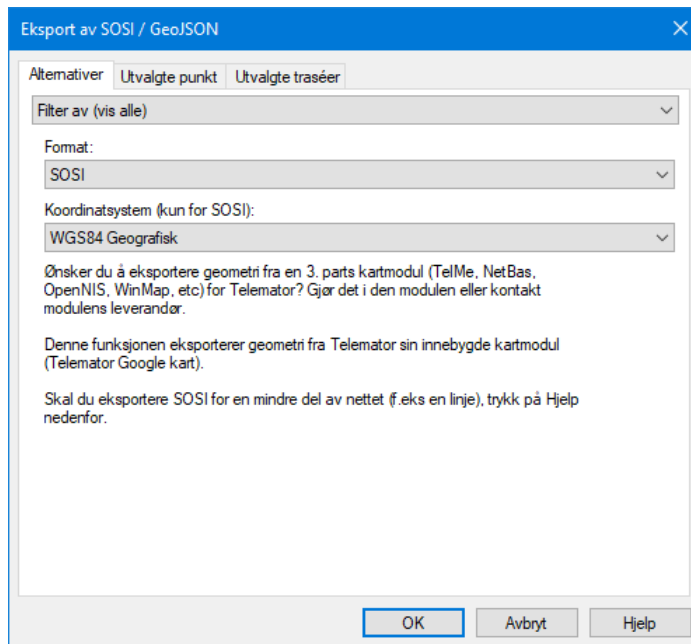 Eksport av SOSI / GeoJSON
Alternativer Utvalgte punkt Utvalgte traséer
Filter av (vis alle)
Format:
SOSI
Koordinatsystem (kun for SOSI):
WGS84 Geografisk
Ønsker du å eksportere geometri fra en 3. parts kartmodul (TelMe, NetBas,
OpenNIS, WinMap, etc) for Telemator? Gjør det i den modulen eller kontakt
modulens leverandør.
Denne funksjonen eksporterer geometri fra Telemator sin innebygde kartmodul
(Telemator Google kart).
Skal du eksportere SOSI for en mindre del av nettet (f.eks en linje), trykk på Hjelp
nedenfor.
OK Avbryt Hjelp